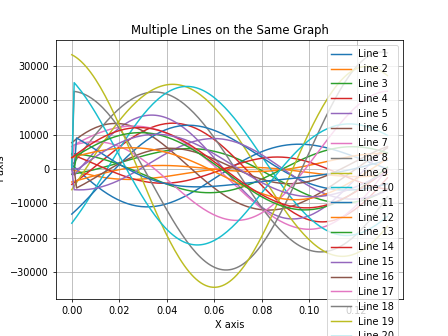 Multiple Lines on the Same Graph
30000
20000
10000
0
−10000
−20000
−30000
0.00
0.02
0.04
0.06
0.08
0.10
X axis
Line 1
Line 2
Line 3
Line 4
Line 5
Line 6
Line 7
Line 8
Line 9
Line 10
Line 11
Line 12
Line 13
Line 14
Line 15
Line 16
Line 17
Line 18
Line 19
Line 20